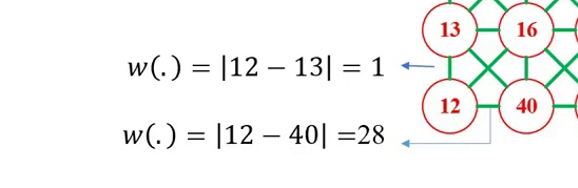 13 16
w(.) = |12 − 13| = 1
12 40
w(.) = |12 − 40| =28